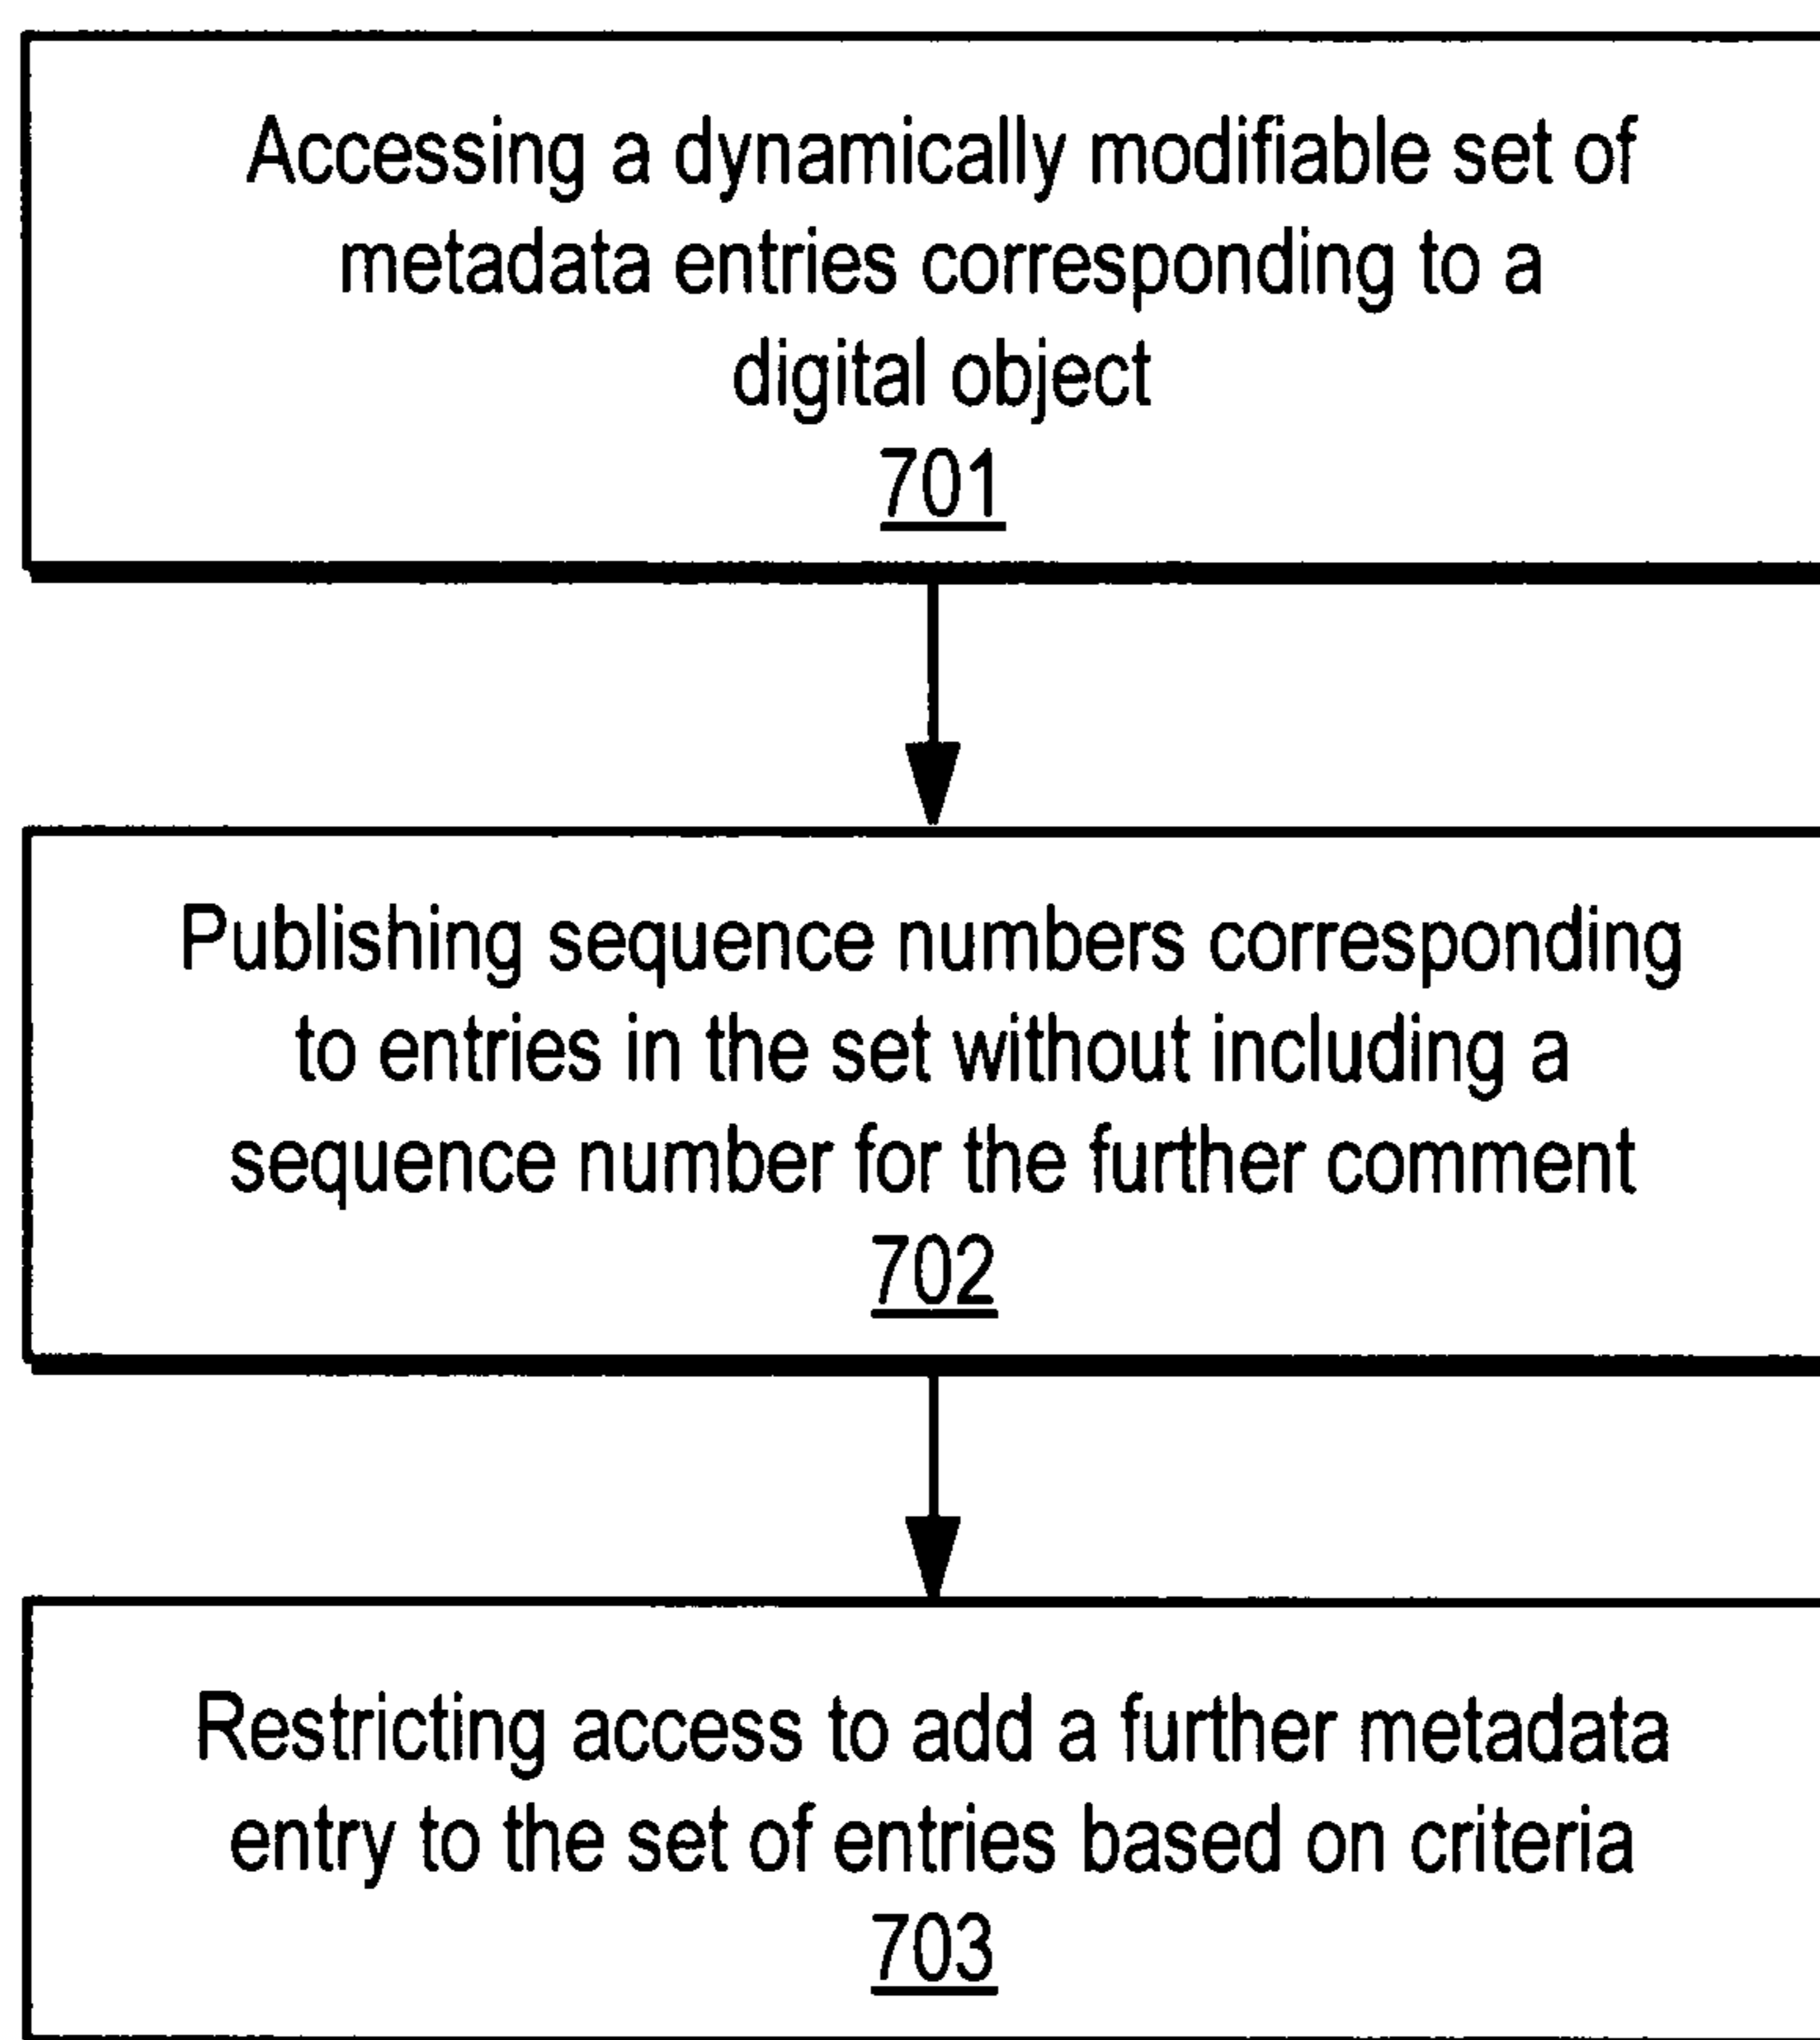 Accessing a dynamically modifiable set of
metadata entries corresponding to a
digital object
701
Publishing sequence numbers corresponding
to entries in the set without including a
sequence number for the further comment
702
Restricting access to add a further metadata
entry to the set of entries based on criteria
703